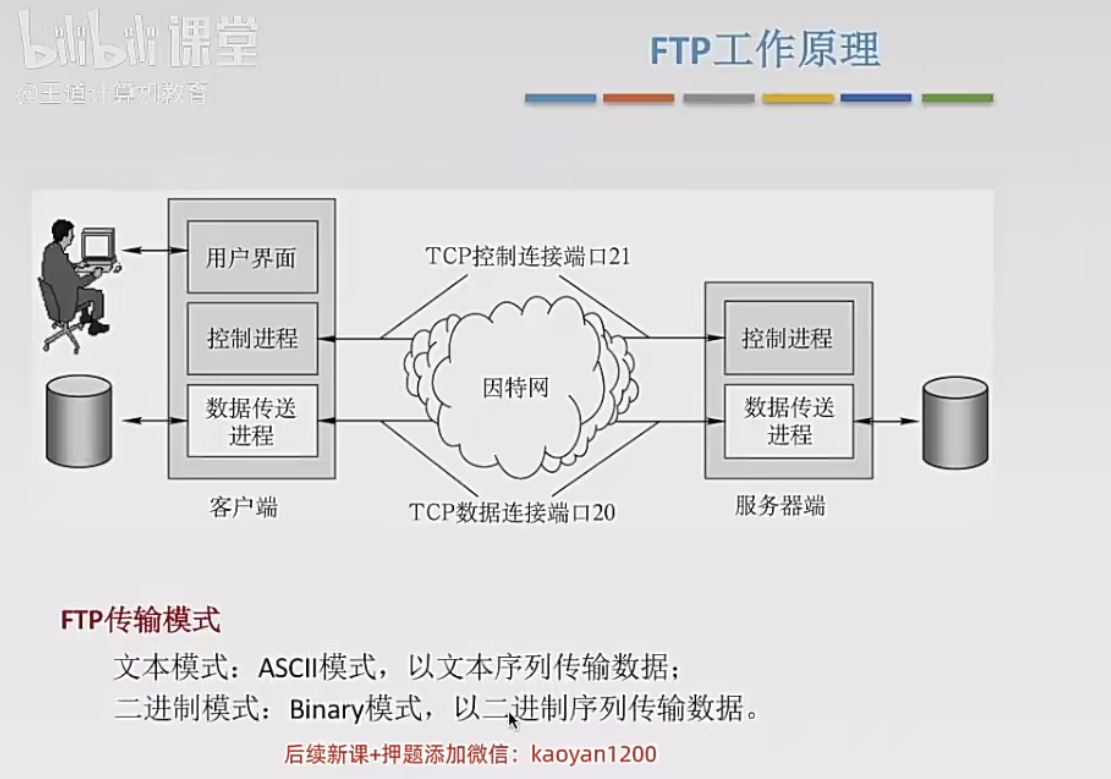 bilibili课堂
@王道计算机教育
FTP工作原理
TCP控制连接端口21
用户界面
控制进程
数据传送
进程
因特网
控制进程
数据传送
进程
客户端
TCP数据连接端口20
服务器端
FTP传输模式
文本模式：ASCII模式，以文本序列传输数据；
二进制模式：Binary模式，以二进制序列传输数据。
后续新课+押题添加微信：kaoyan1200